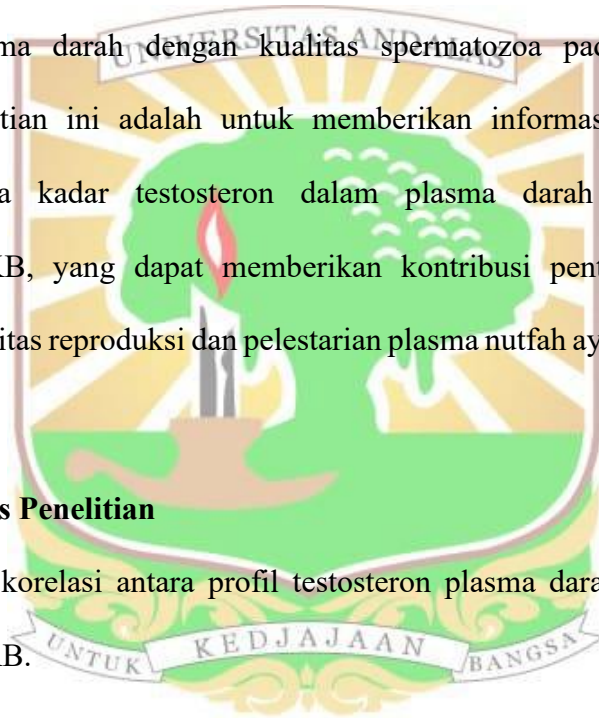 UNIVERSITAS ANDALAS
ma darah dengan kualitas spermatozoa pad
tian ini adalah untuk memberikan informas
a kadar testosteron dalam plasma darah
KB, yang dapat memberikan kontribusi pent
itas reproduksi dan pelestarian plasma nutfah ay
s Penelitian
korelasi antara profil testosteron plasma dara
AB.
UNTUK KEDJAJAAN BANGSA